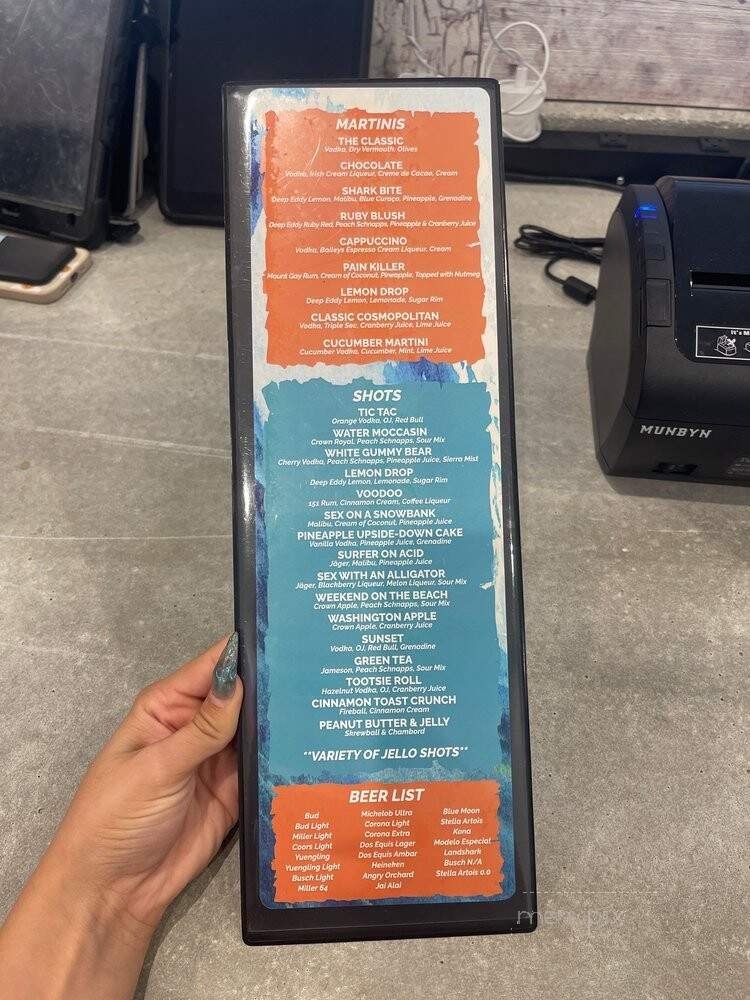 MARTINIS
THE CLASSIC
Vodka, Dry Vermouth, Olives
CHOCOLATE
Vodka, Irish Cream Liqueur, Creme de Cacao, Cream
SHARK BITE
Deep Eddy Lemon, Malibu, Blue Curaço, Pineapple, Grenadine
RUBY BLUSH
Deep Eddy Ruby Red, Peach Schnapps, Pineapple & Cranberry Juice
CAPPUCCINO
Vodka, Baileys Espresso Cream Liqueur, Cream
PAIN KILLER
Mount Gay Rum, Cream of Coconut, Pineapple, Topped with Nutmeg
LEMON DROP
Deep Eddy Lemon, Lemonade, Sugar Rim
CLASSIC COSMOPOLITAN
Vodka, Triple Sec, Cranberry Juice, Lime Juice
CUCUMBER MARTINI
Cucumber Vodka, Cucumber, Mint, Lime Juice
SHOTS
TIC TAC
Orange Vodka, OJ, Red Bull
WATER MOCCASIN
Crown Royal, Peach Schnapps, Sour Mix
WHITE GUMMY BEAR
Cherry Vodka, Peach Schnapps, Pineapple Juice, Sierra Mist
LEMON DROP
Deep Eddy Lemon, Lemonade, Sugar Rim
VOODOO
151 Rum, Cinnamon Cream, Coffee Liqueur
SEX ON A SNOWBANK
Malibu, Cream of Coconut, Pineapple Juice
PINEAPPLE UPSIDE-DOWN CAKE
Vanilla Vodka, Pineapple Juice, Grenadine
SURFER ON ACID
Jäger, Malibu, Pineapple Juice
SEX WITH AN ALLIGATOR
Jäger, Blackberry Liqueur, Melon Liqueur, Sour Mix
WEEKEND ON THE BEACH
Crown Apple, Peach Schnapps, Sour Mix
WASHINGTON APPLE
Crown Apple, Cranberry Juice
SUNSET
Vodka, OJ, Red Bull, Grenadine
GREEN TEA
Jameson, Peach Schnapps, Sour Mix
TOOTSIE ROLL
Hazelnut Vodka, OJ, Cranberry Juice
CINNAMON TOAST CRUNCH
Fireball, Cinnamon Cream
PEANUT BUTTER & JELLY
Skrewball & Chambord
**VARIETY OF JELLO SHOTS**
BEER LIST
Bud
Bud Light
Miller Light
Coors Light
Yuengling
Yuengling Light
Busch Light
Miller 64
Michelob Ultra
Corona Light
Corona Extra
Dos Equis Lager
Dos Equis Ambar
Heineken
Angry Orchard
Jai Alai
Blue Moon
Stella Artois
Kona
Modelo Especial
Landshark
Busch N/A
Stella Artois 0.0
MUNBYN
It's M
menupix